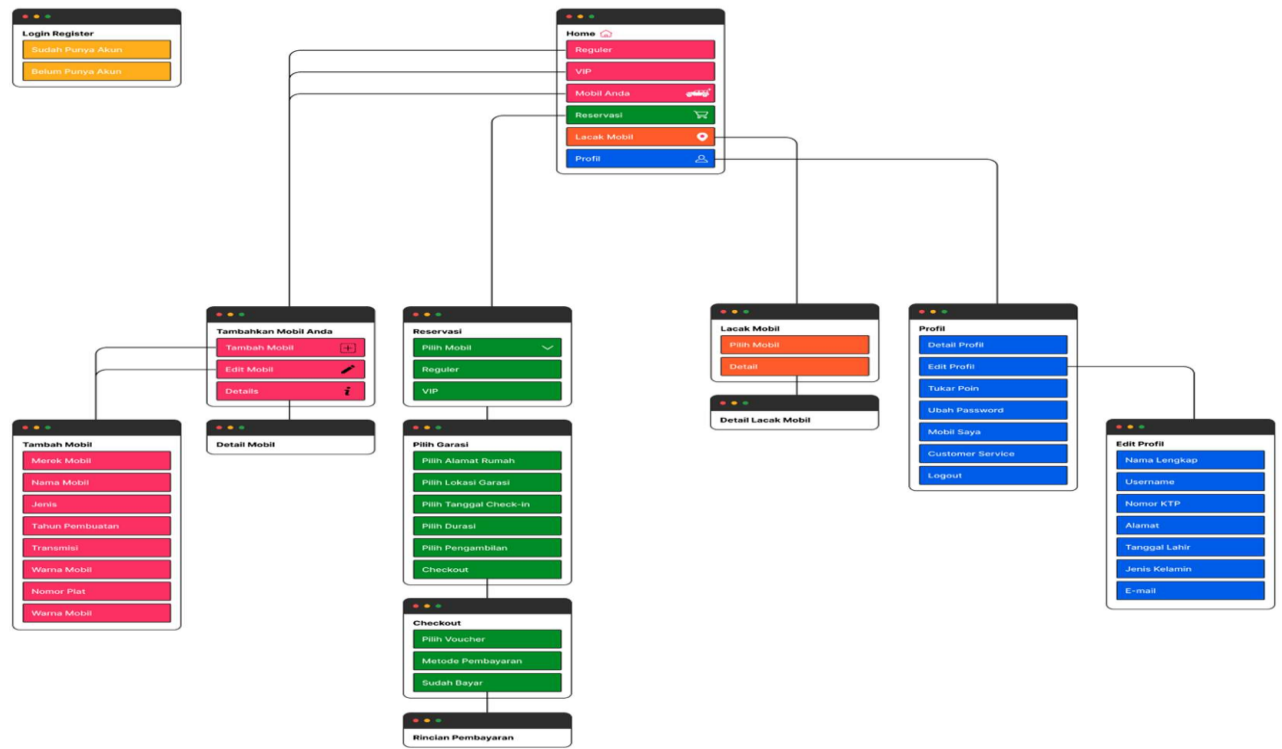 Login Register
Sudah Punya Akun
Belum Punya Akun
Home
Reguler
VIP
Mobil Anda
Reservasi
Lacak Mobil
Profil
Tambahkan Mobil Anda
Tambah Mobil
Edit Mobil
Details
Reservasi
Pilih Mobil
Reguler
VIP
Lacak Mobil
Pilih Mobil
Detail
Profil
Detail Profil
Edit Profil
Tukar Poin
Ubah Password
Mobil Saya
Customer Service
Logout
Detail Lacak Mobil
Tambah Mobil
Merek Mobil
Nama Mobil
Jenis
Tahun Pembuatan
Transmisi
Warna Mobil
Nomor Plat
Warna Mobil
Detail Mobil
Pilih Garasi
Pilih Alamat Rumah
Pilih Lokasi Garasi
Pilih Tanggal Check-in
Pilih Durasi
Pilih Pengambilan
Checkout
Edit Profil
Nama Lengkap
Username
Nomor KTP
Alamat
Tanggal Lahir
Jenis Kelamin
E-mail
Checkout
Pilih Voucher
Metode Pembayaran
Sudah Bayar
Rincian Pembayaran